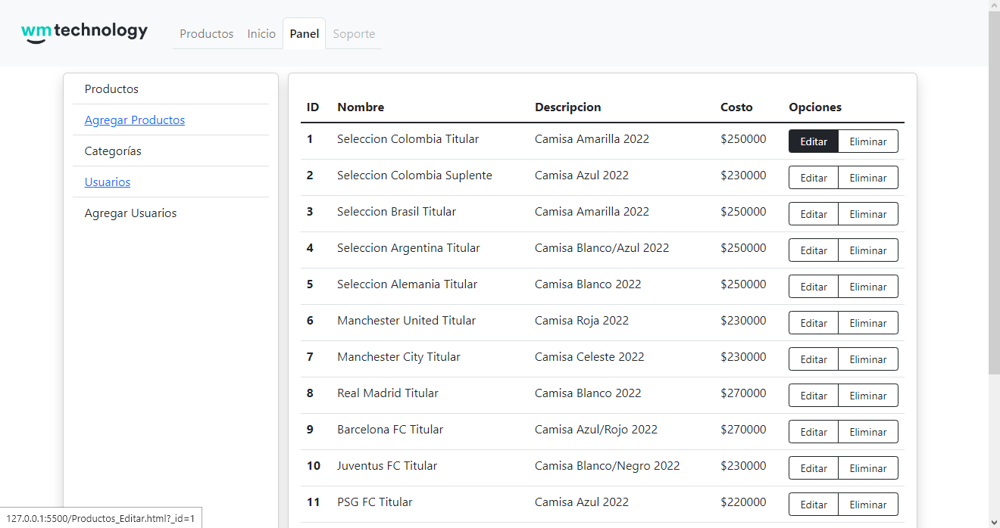 wm technology Productos Inicio Panel Soporte
Productos
Agregar Productos
Categorías
Usuarios
Agregar Usuarios
ID Nombre Descripcion Costo Opciones
1 Seleccion Colombia Titular Camisa Amarilla 2022 $250000 Editar Eliminar
2 Seleccion Colombia Suplente Camisa Azul 2022 $230000 Editar Eliminar
3 Seleccion Brasil Titular Camisa Amarilla 2022 $250000 Editar Eliminar
4 Seleccion Argentina Titular Camisa Blanco/Azul 2022 $250000 Editar Eliminar
5 Seleccion Alemania Titular Camisa Blanco 2022 $250000 Editar Eliminar
6 Manchester United Titular Camisa Roja 2022 $230000 Editar Eliminar
7 Manchester City Titular Camisa Celeste 2022 $230000 Editar Eliminar
8 Real Madrid Titular Camisa Blanco 2022 $270000 Editar Eliminar
9 Barcelona FC Titular Camisa Azul/Rojo 2022 $270000 Editar Eliminar
10 Juventus FC Titular Camisa Blanco/Negro 2022 $230000 Editar Eliminar
11 PSG FC Titular Camisa Azul 2022 $220000 Editar Eliminar
127.0.0.1:5500/Productos_Editar.html?_id=1